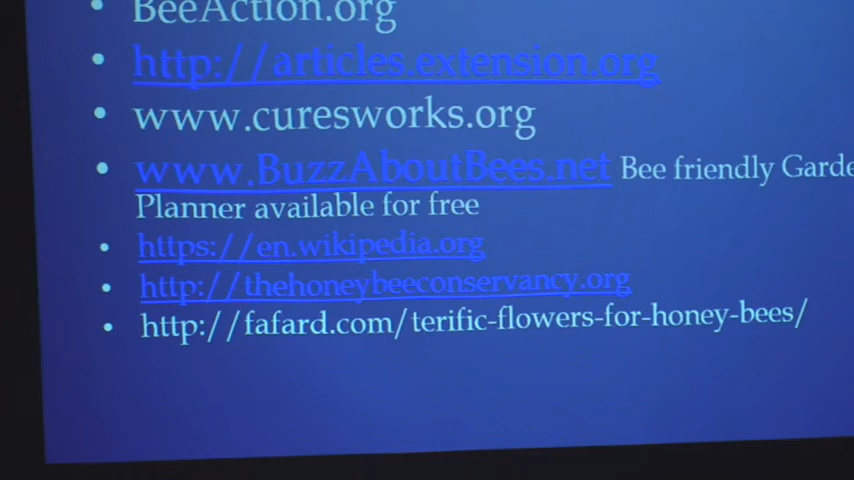 • BeeAction.org
• http://articles.extension.org
• www.curesworks.org
• www.BuzzAboutBees.net Bee friendly
Planner available for free
• https://en.wikipedia.org
• http://thehoneybeeconservancy.org
• http://fafard.com/terific-flowers-for-honey-bees/